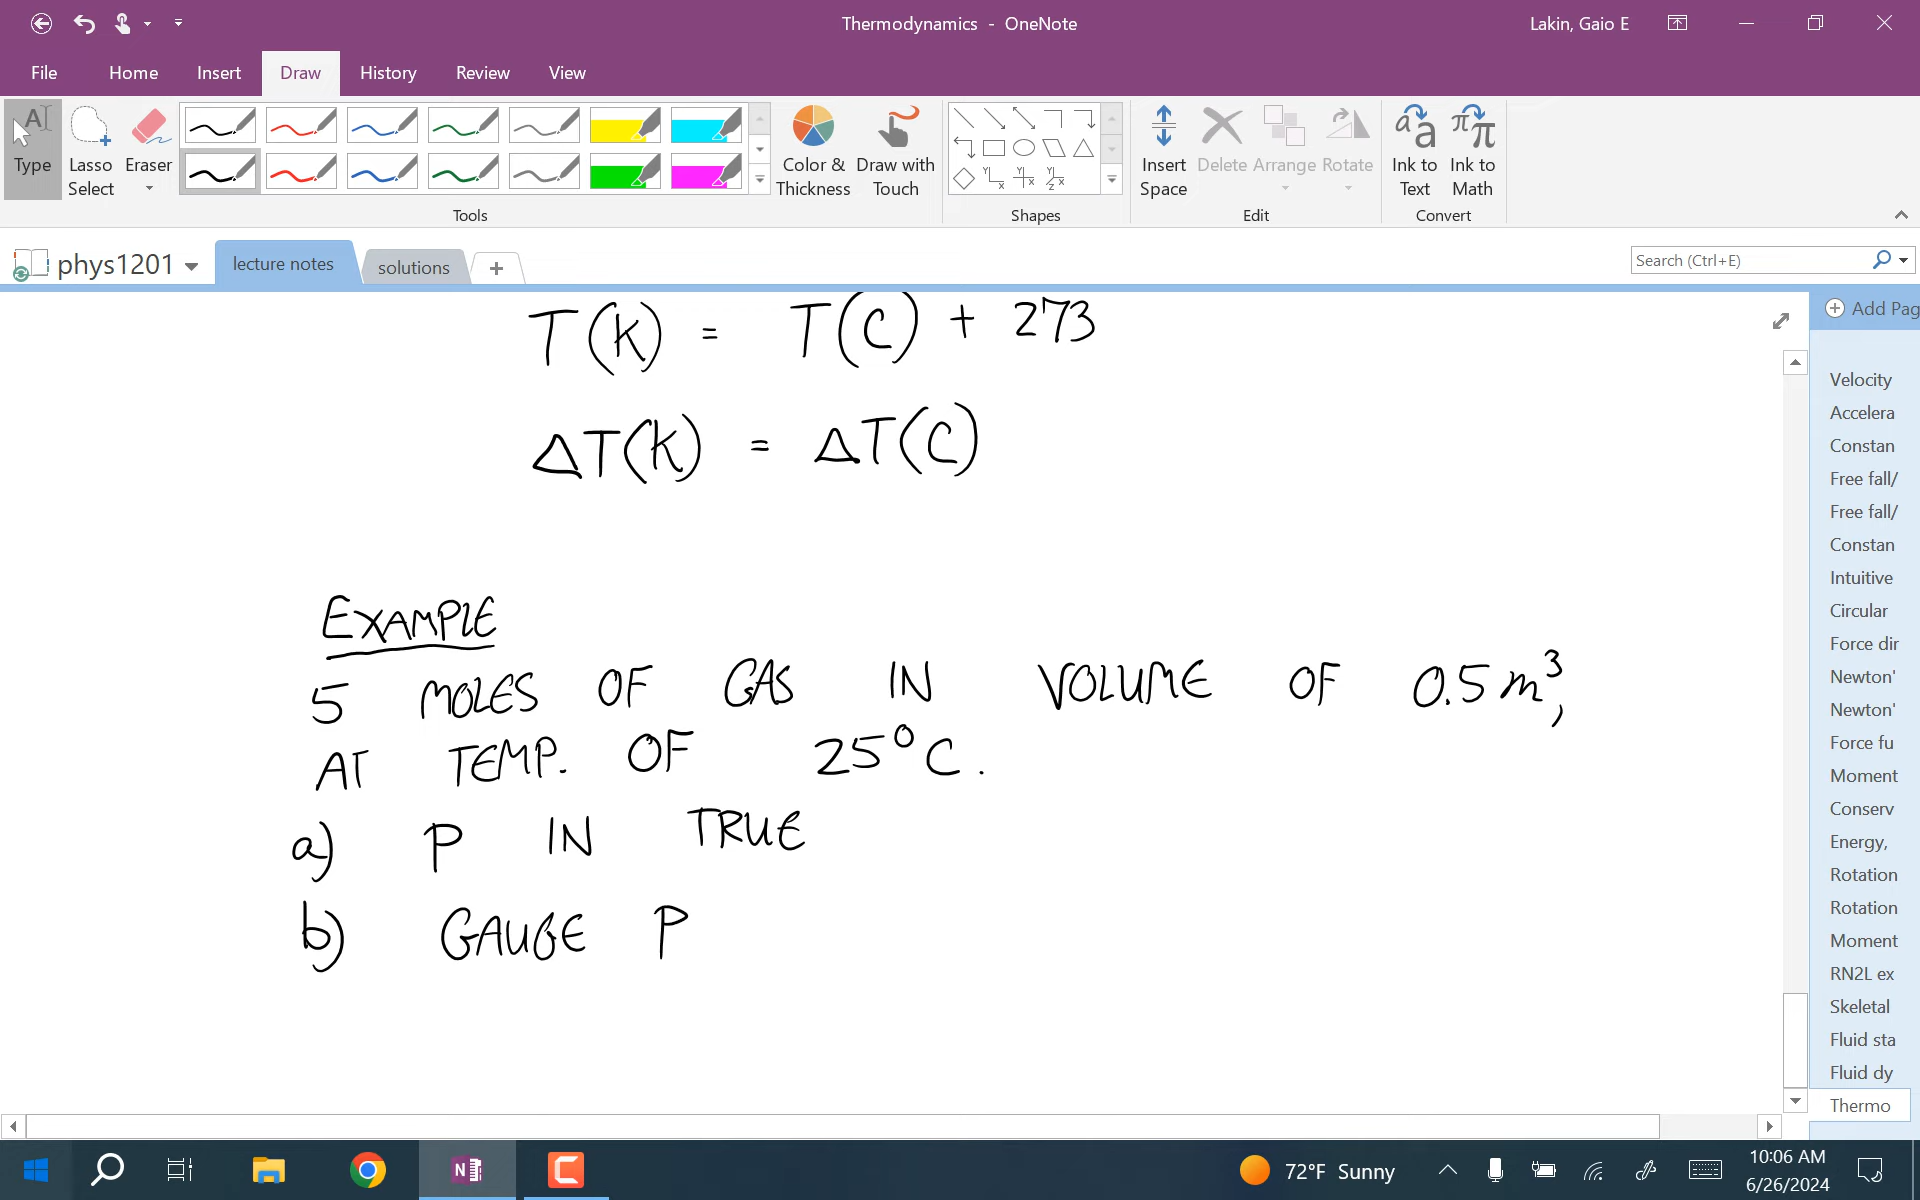 Thermodynamics - OneNote
Lakin, Gaio E
File Home Insert Draw History Review View
Type
Lasso Select
Eraser
Color & Thickness
Draw with Touch
Insert Space
Delete
Arrange
Rotate
Ink to Text
Ink to Math
Tools
Shapes
Edit
Convert
phys1201
lecture notes
solutions
Search (Ctrl+E)
T(K) = T(C) + 273
ΔT(K) = ΔT(C)
EXAMPLE
5 MOLES OF GAS IN VOLUME OF 0.5 m³,
AT TEMP. OF 25°C.
a) P IN TRUE
b) GAUGE P
Add Pag
Velocity
Accelera
Constan
Free fall/
Free fall/
Constan
Intuitive
Circular
Force dir
Newton'
Newton'
Force fu
Moment
Conserv
Energy,
Rotation
Rotation
Moment
RN2L ex
Skeletal
Fluid sta
Fluid dy
Thermo
72°F Sunny
10:06 AM
6/26/2024